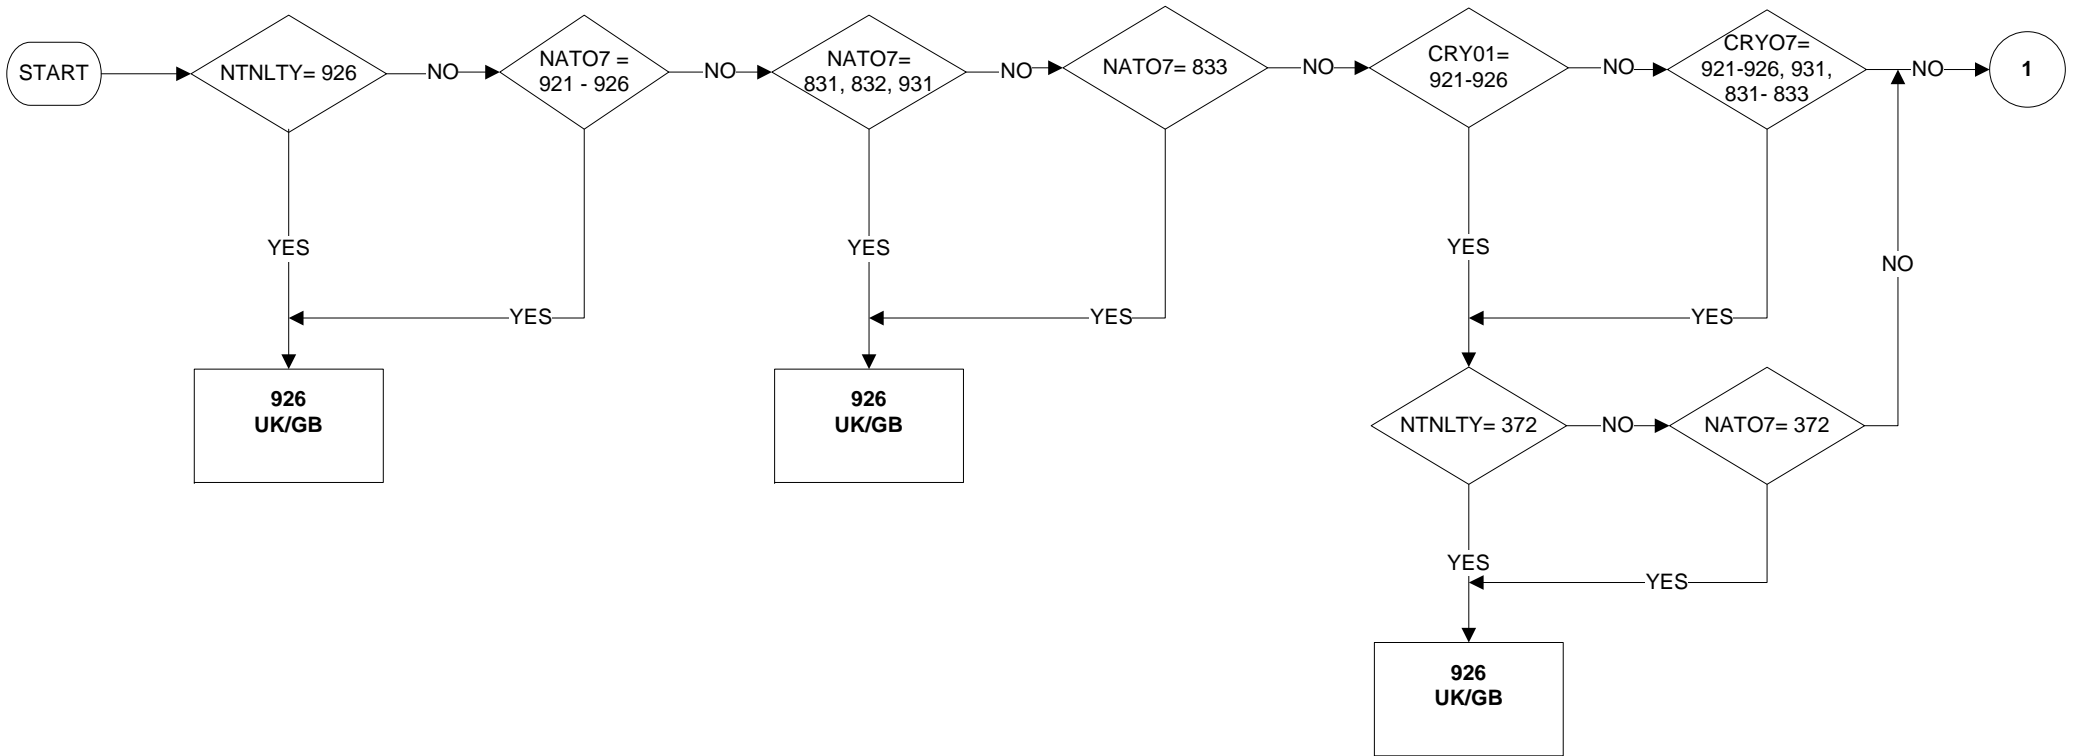 START
NTNLTY= 926
NO
NATO7 =
921 - 926
NO
NATO7=
831, 832, 931
NO
NATO7= 833
NO
CRY01=
921-926
NO
CRYO7=
921-926, 931,
831- 833
NO
1
YES
YES
YES
NO
YES
YES
YES
926
UK/GB
926
UK/GB
NTNLTY= 372
NO
NATO7= 372
YES
YES
926
UK/GB